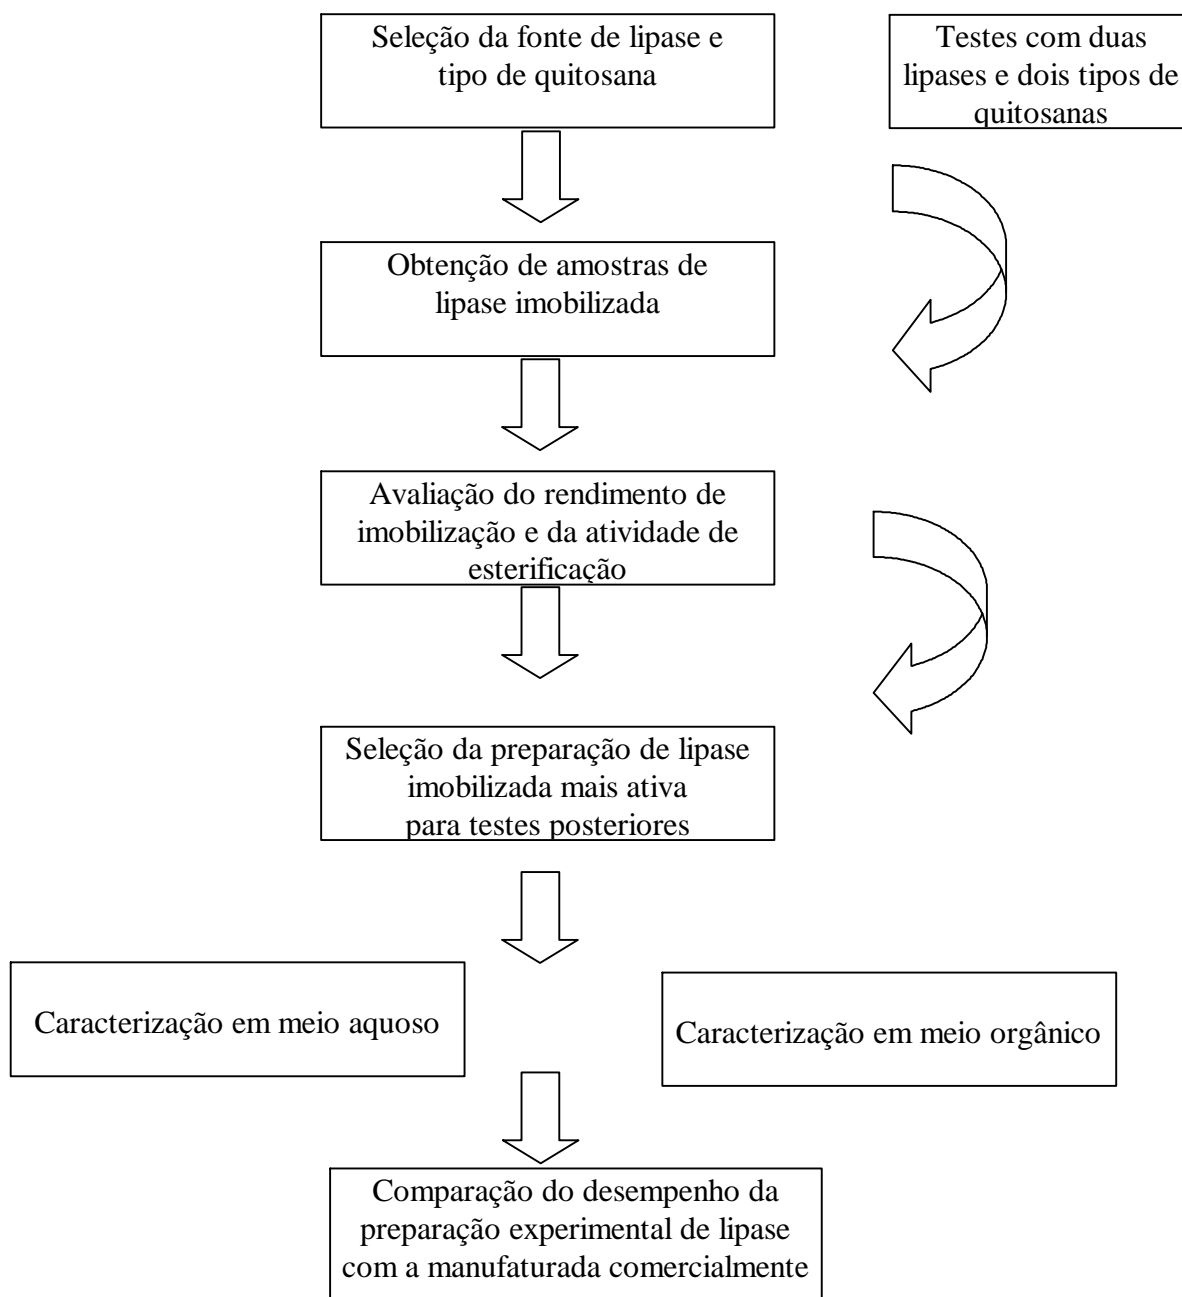 Seleção da fonte de lipase e
tipo de quitosana
Testes com duas
lipases e dois tipos de
quitosanas
Obtenção de amostras de
lipase imobilizada
Avaliação do rendimento de
imobilização e da atividade de
esterificação
Seleção da preparação de lipase
imobilizada mais ativa
para testes posteriores
Caracterização em meio aquoso
Caracterização em meio orgânico
Comparação do desempenho da
preparação experimental de lipase
com a manufaturada comercialmente